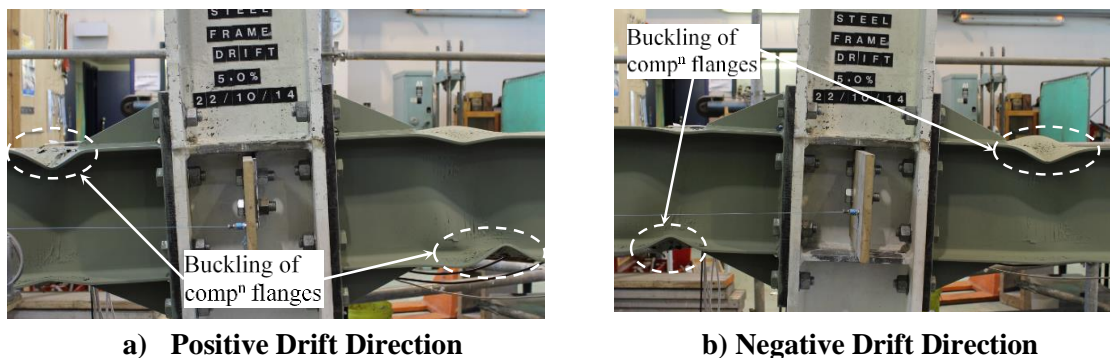 STEEL
FRAME
DRIFT
5.0%
22/10/14
Buckling of
compⁿ flanges
a) Positive Drift Direction
STEEL
FRAME
DRIFT
5.0%
22/10/14
Buckling of
compⁿ flanges
b) Negative Drift Direction